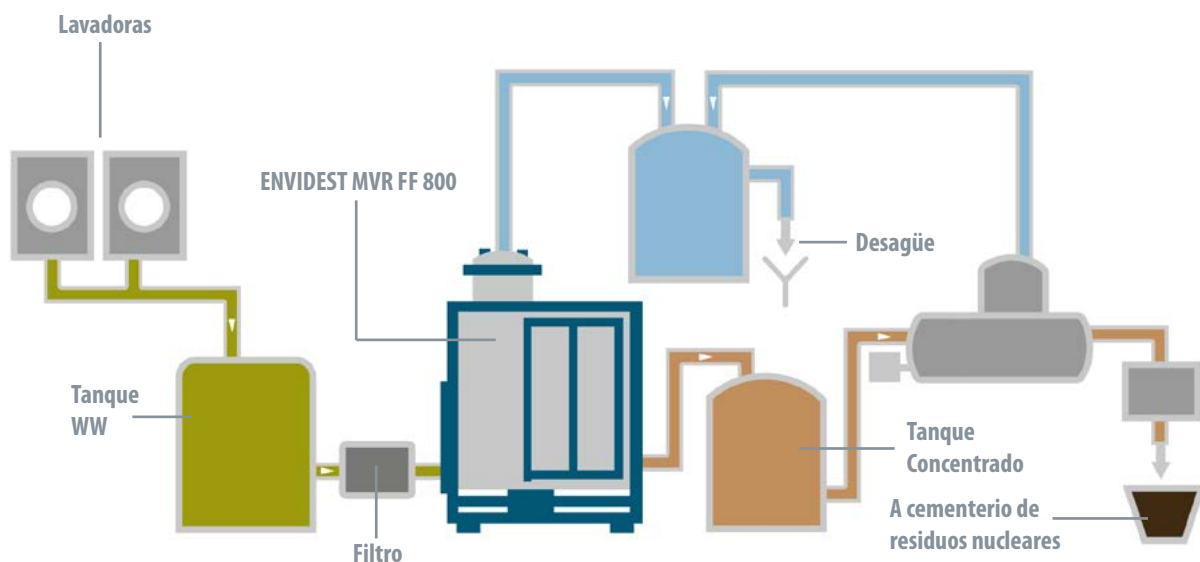 Lavadoras
ENVIDEST MVR FF 800
Desagüe
Tanque
WW
Tanque
Concentrado
A cementerio de
residuos nucleares
Filtro